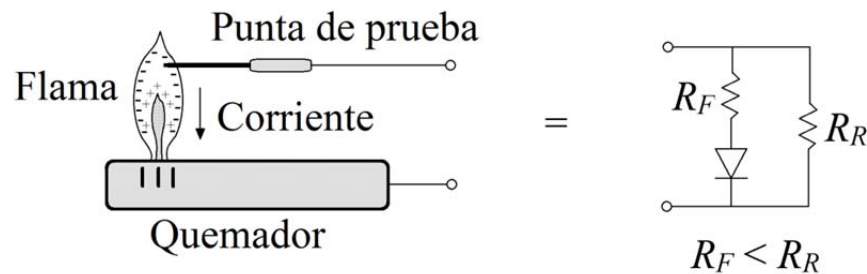 Punta de prueba
Flama
Corriente
Quemador
=
R_F
R_R
R_F < R_R